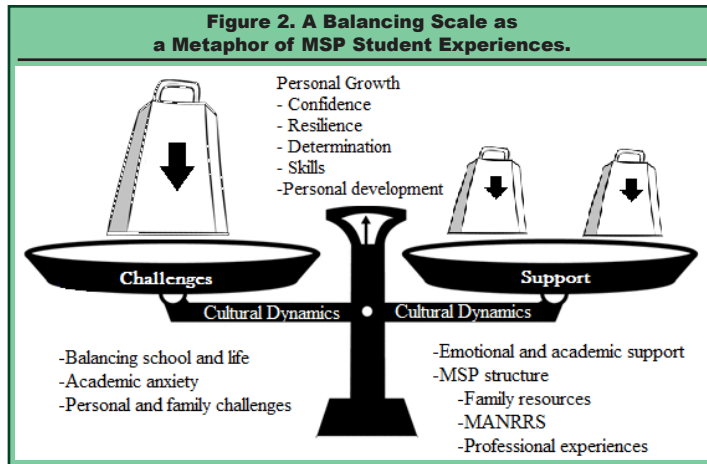 Figure 2. A Balancing Scale as
a Metaphor of MSP Student Experiences.
Personal Growth
- Confidence
- Resilience
- Determination
- Skills
-Personal development
Challenges
Support
Cultural Dynamics
Cultural Dynamics
-Balancing school and life
-Academic anxiety
-Personal and family challenges
-Emotional and academic support
-MSP structure
-Family resources
-MANRRS
-Professional experiences